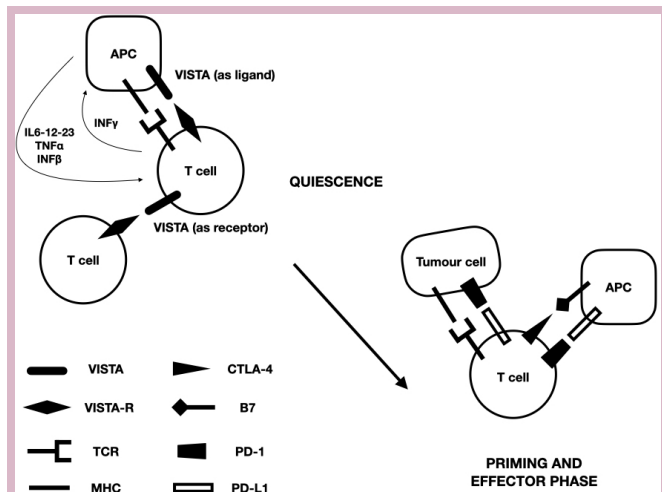 APC
VISTA (as ligand)
INFγ
IL6-12-23
TNFα
INFβ
T cell
QUIESCENCE
VISTA (as receptor)
T cell
Tumour cell
APC
T cell
VISTA
CTLA-4
VISTA-R
B7
TCR
PD-1
MHC
PD-L1
PRIMING AND
EFFECTOR PHASE